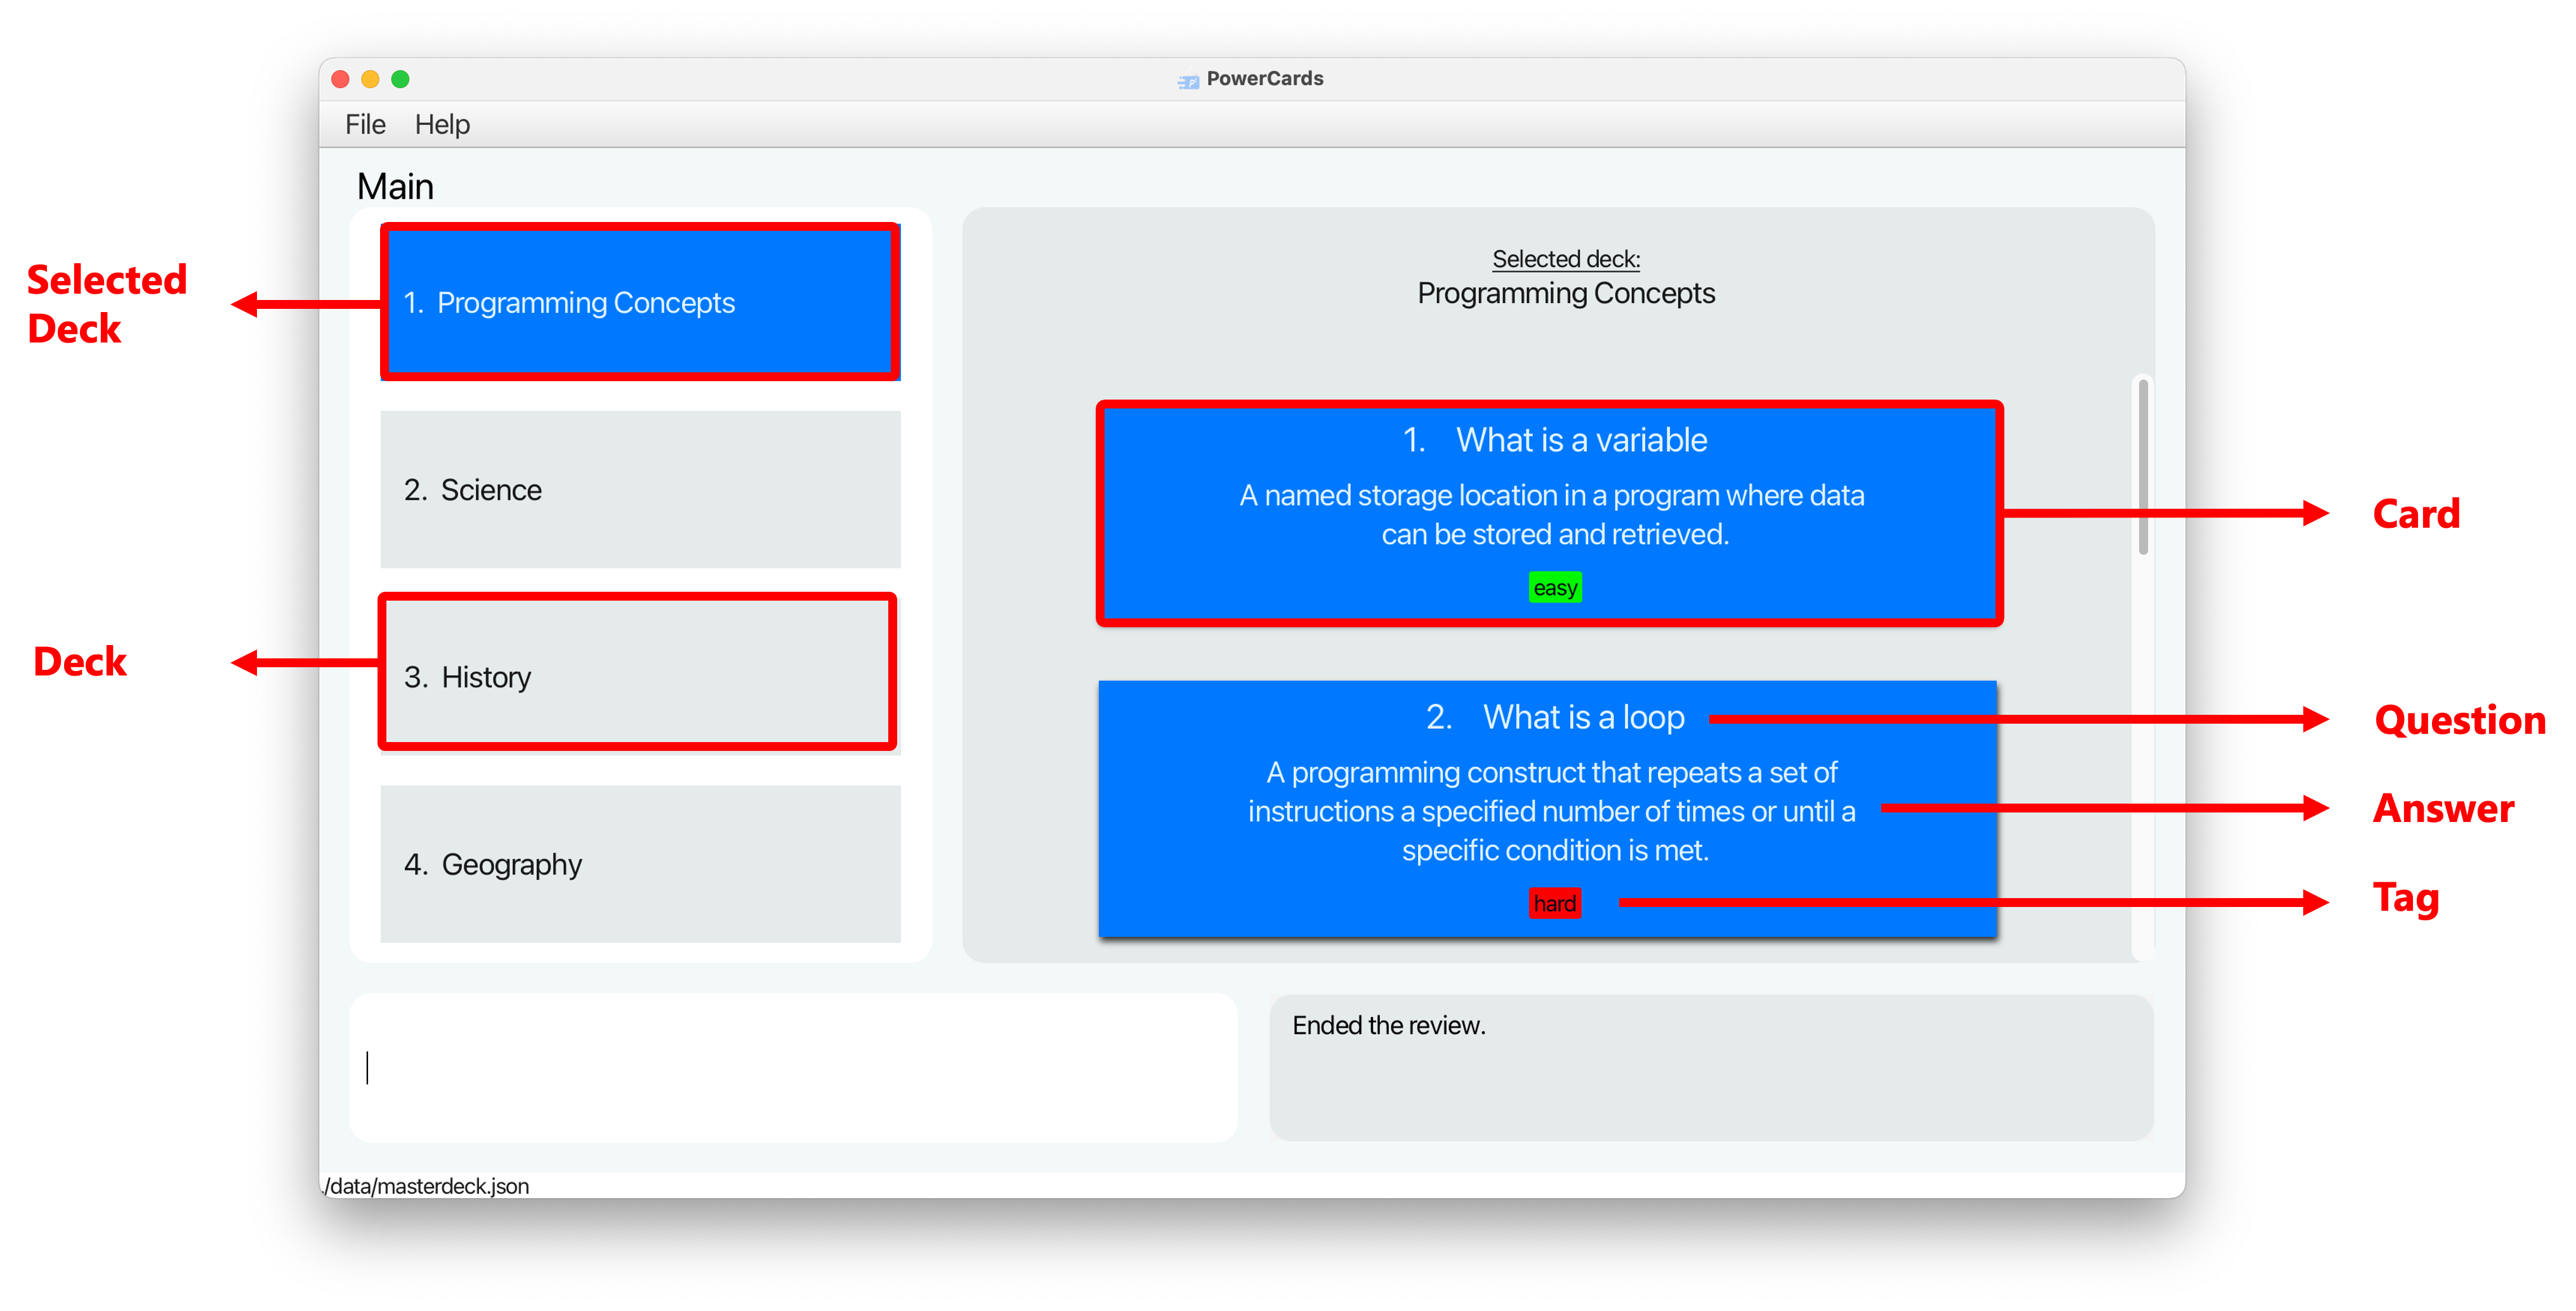 PowerCards
File Help
Main
Selected
Deck
1. Programming Concepts
2. Science
Deck
3. History
4. Geography
Selected deck:
Programming Concepts
1. What is a variable
A named storage location in a program where data
can be stored and retrieved.
easy
Card
2. What is a loop
Question
A programming construct that repeats a set of
instructions a specified number of times or until a
specific condition is met.
Answer
hard
Tag
Ended the review.
/data/masterdeck.json